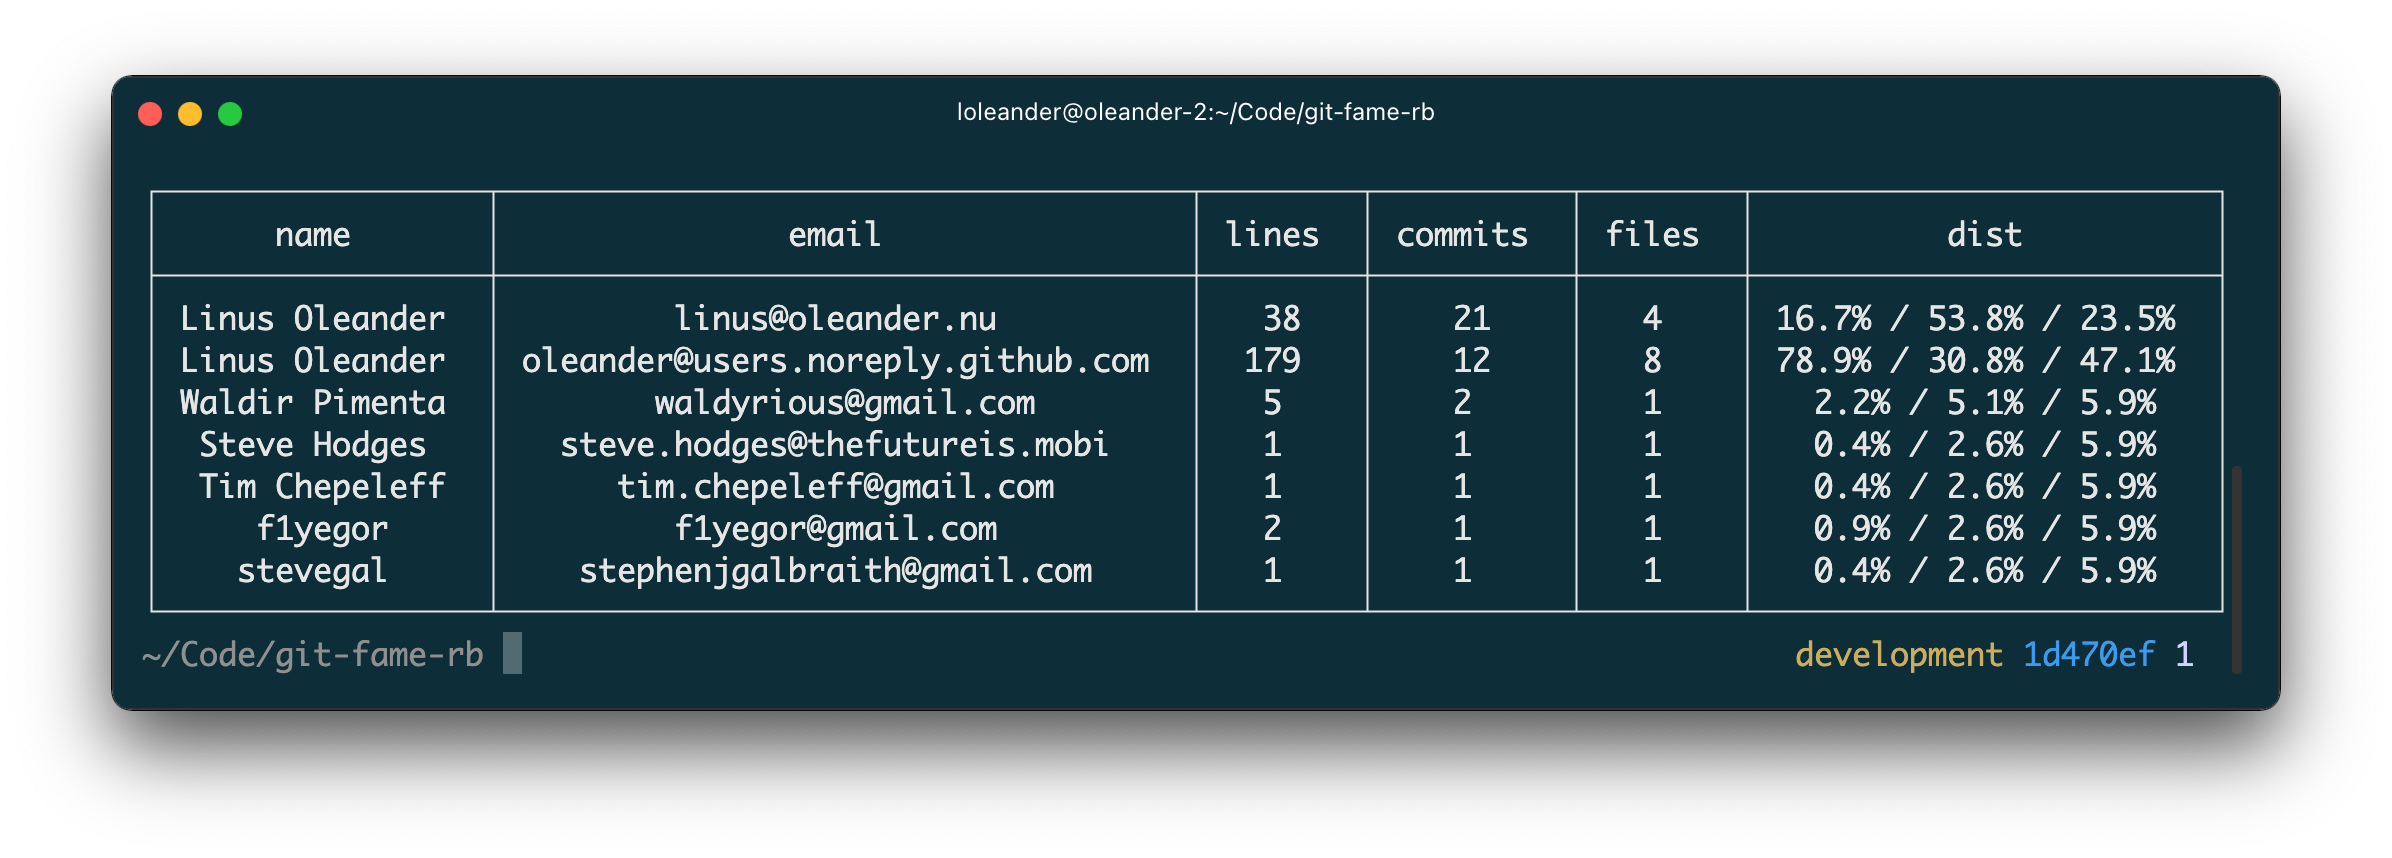 loleander@oleander-2:~/Code/git-fame-rb
name email lines commits files dist
Linus Oleander linus@oleander.nu 38 21 4 16.7% / 53.8% / 23.5%
Linus Oleander oleander@users.noreply.github.com 179 12 8 78.9% / 30.8% / 47.1%
Waldir Pimenta waldyrious@gmail.com 5 2 1 2.2% / 5.1% / 5.9%
Steve Hodges steve.hodges@thefutureis.mobi 1 1 1 0.4% / 2.6% / 5.9%
Tim Chepeleff tim.chepeleff@gmail.com 1 1 1 0.4% / 2.6% / 5.9%
f1yegor f1yegor@gmail.com 2 1 1 0.9% / 2.6% / 5.9%
stevegal stephenjgalbraith@gmail.com 1 1 1 0.4% / 2.6% / 5.9%
~/Code/git-fame-rb development 1d470ef 1